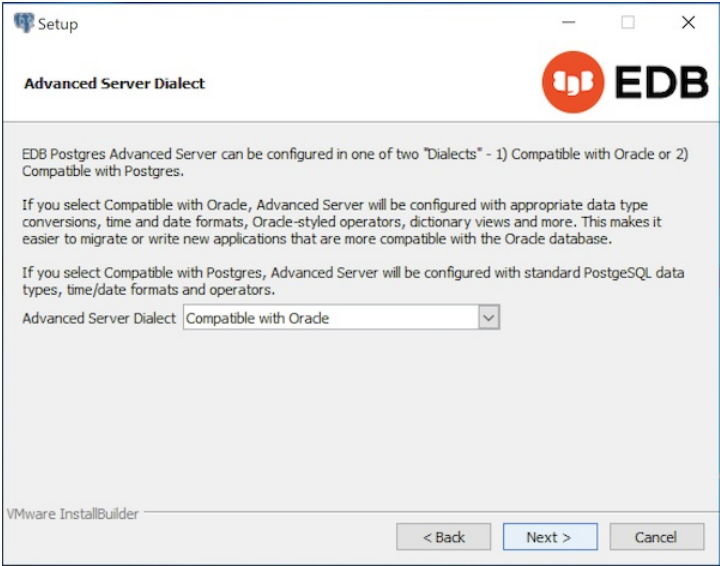 Setup
Advanced Server Dialect
EDB
EDB Postgres Advanced Server can be configured in one of two "Dialects" - 1) Compatible with Oracle or 2)
Compatible with Postgres.
If you select Compatible with Oracle, Advanced Server will be configured with appropriate data type
conversions, time and date formats, Oracle-styled operators, dictionary views and more. This makes it
easier to migrate or write new applications that are more compatible with the Oracle database.
If you select Compatible with Postgres, Advanced Server will be configured with standard PostgeSQL data
types, time/date formats and operators.
Advanced Server Dialect Compatible with Oracle
VMware InstallBuilder
< Back Next > Cancel